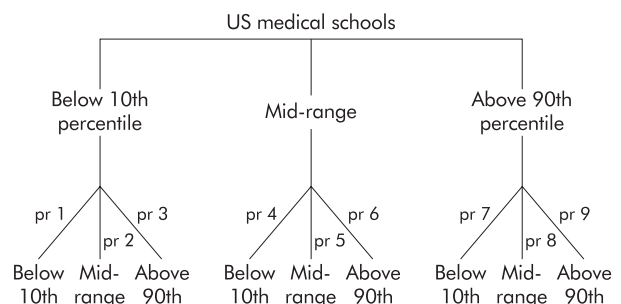 US medical schools
Below 10th
percentile
Mid-range
Above 90th
percentile
pr 1
pr 3
pr 2
pr 4
pr 6
pr 5
pr 7
pr 9
pr 8
Below
10th
Mid-
range
Above
90th
Below
10th
Mid-
range
Above
90th
Below
10th
Mid-
range
Above
90th